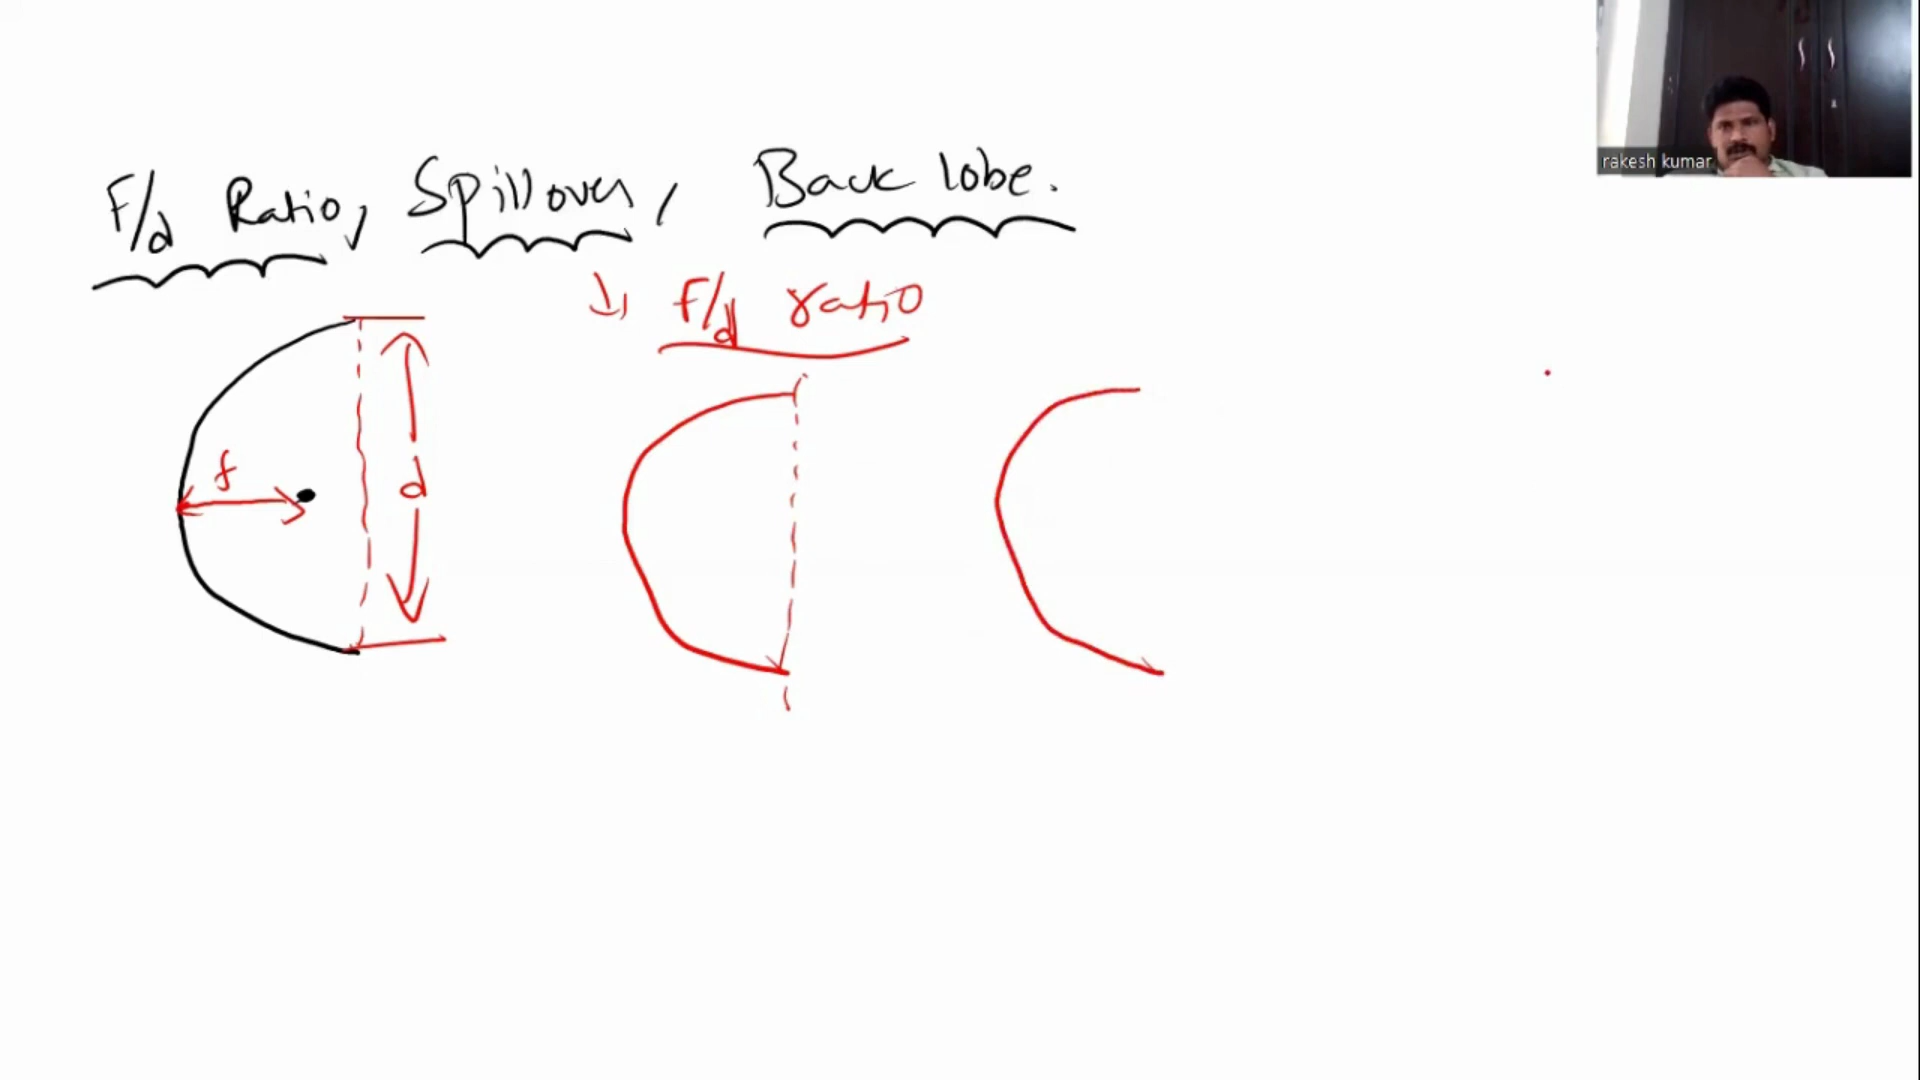 rakesh kumar
F/d Ratio, Spillover, Back lobe.
1) F/d ratio
f
d